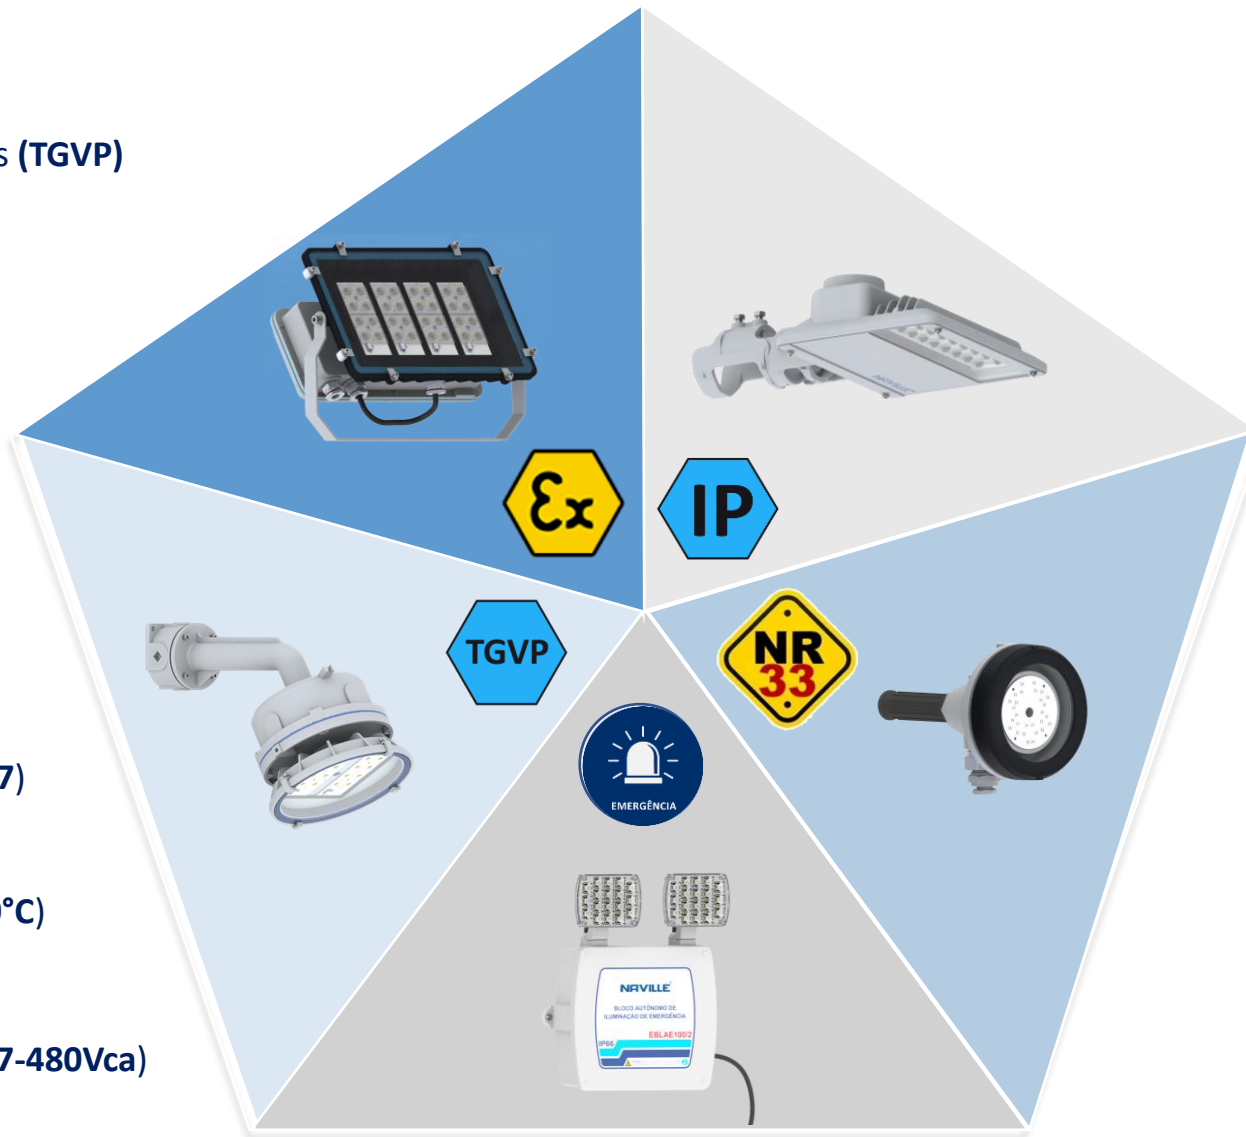 s (TGVP)
NAVILLE
Ex
IP
TGVP
NR
33
EMERGÊNCIA
7)
°C)
NAVILLE
BLOCO AUTÔNOMO DE
ILUMINAÇÃO DE EMERGÊNCIA
EBLAE100/2
IP66
7-480Vca)